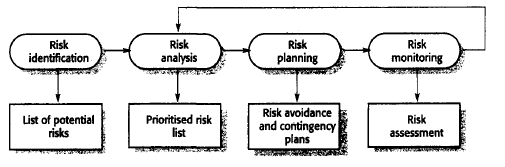 Risk
identification
Risk
analysis
Risk
planning
Risk
monitoring
List of potential
risks
Prioritised risk
list
Risk avoidance
and contingency
plans
Risk
assessment